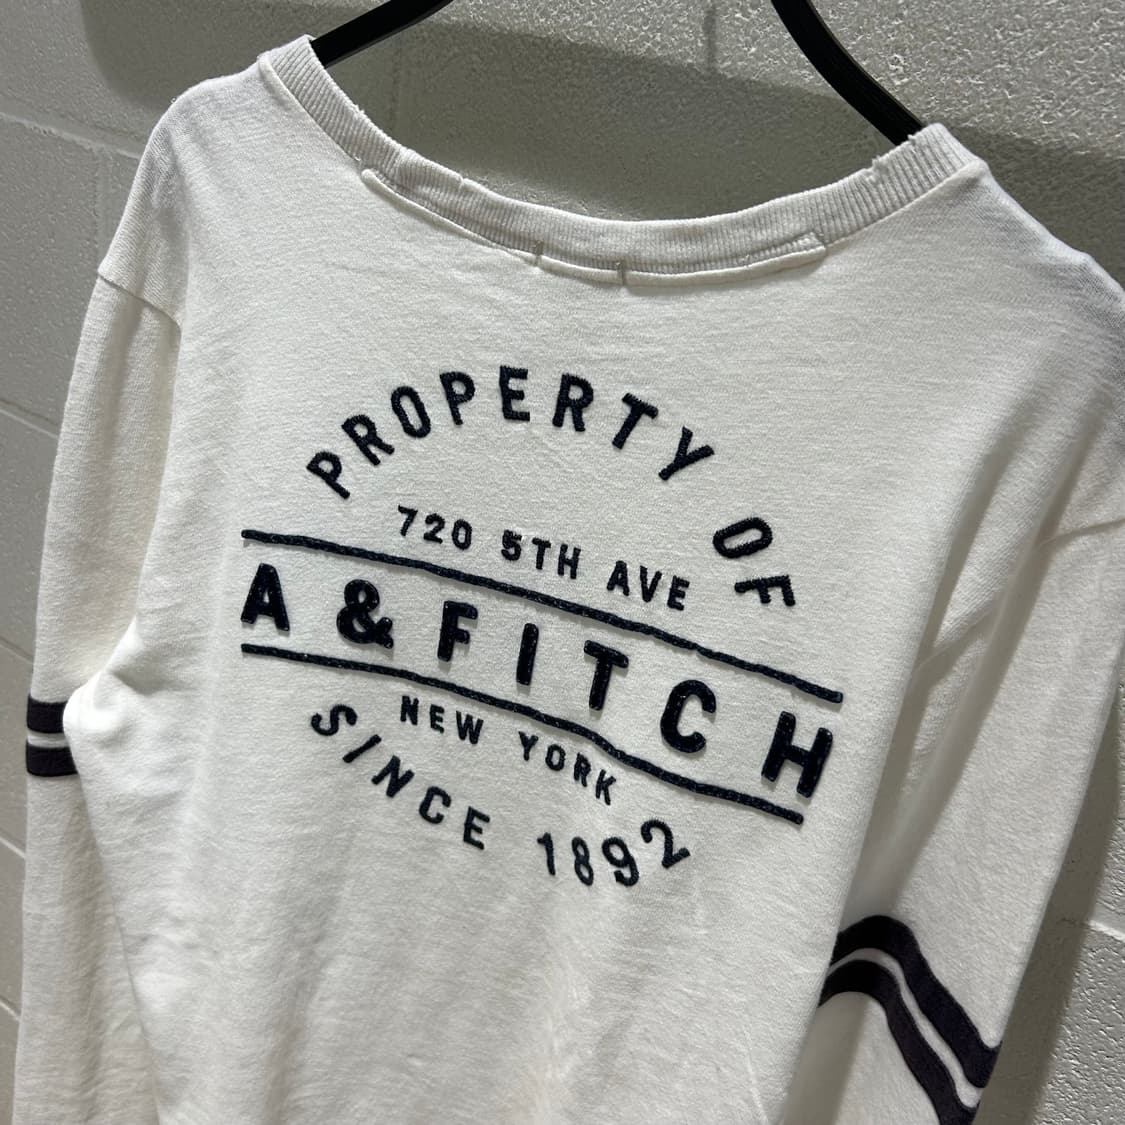 PROPERTY OF
720 5TH AVE
A & FITCH
NEW YORK
SINCE 1892